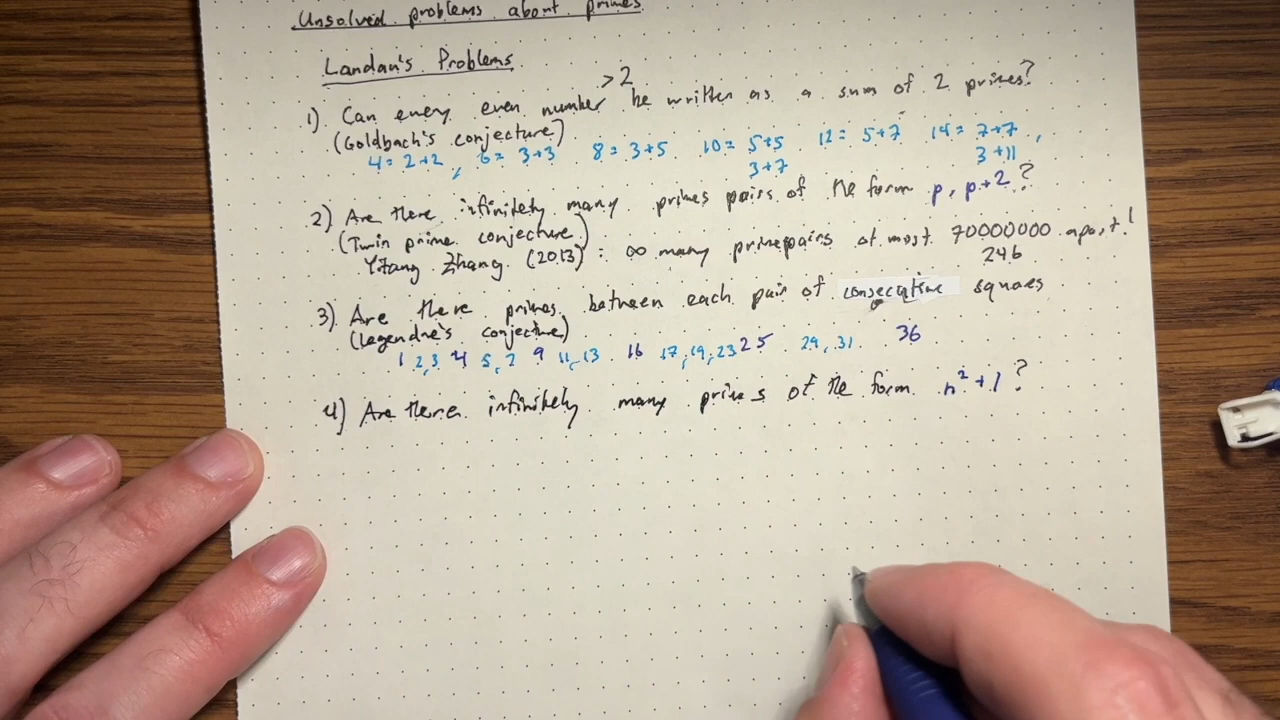 Unsolved problems about primes
Landau's Problems
>2
1) Can every even number be written as a sum of 2 primes?
(Goldbach's conjecture)
4 = 2+2, 6 = 3+3 8 = 3+5 10 = 5+5 12 = 5+7 14 = 7+7,
3+7 3+11
2) Are there infinitely many primes pairs of the form p, p+2?
(Twin prime conjecture)
Yitang Zhang (2013): ∞ many prime pairs at most 70000000 apart!
246
3) Are there primes between each pair of consecutive squares
(Legendre's conjecture)
1 2,3 4 5,7 9 11,13 16 17,19,23 25 29,31 36
4) Are there infinitely many primes of the form n²+1?